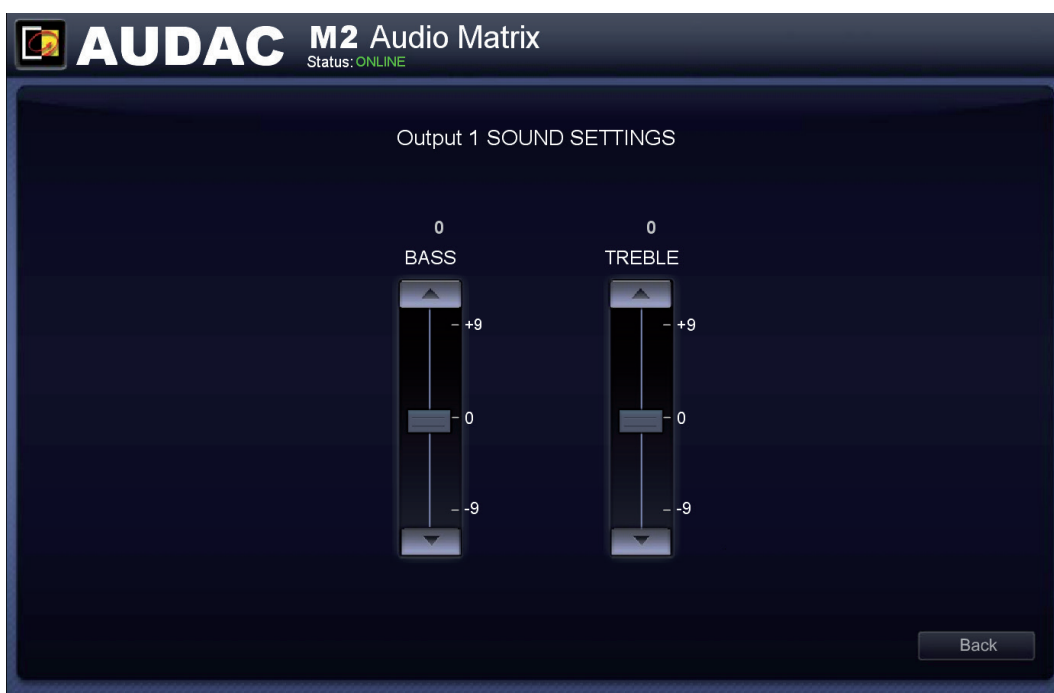 AUDAC M2 Audio Matrix
Status: ONLINE
Output 1 SOUND SETTINGS
0 0
BASS TREBLE
+9 +9
0 0
-9 -9
Back